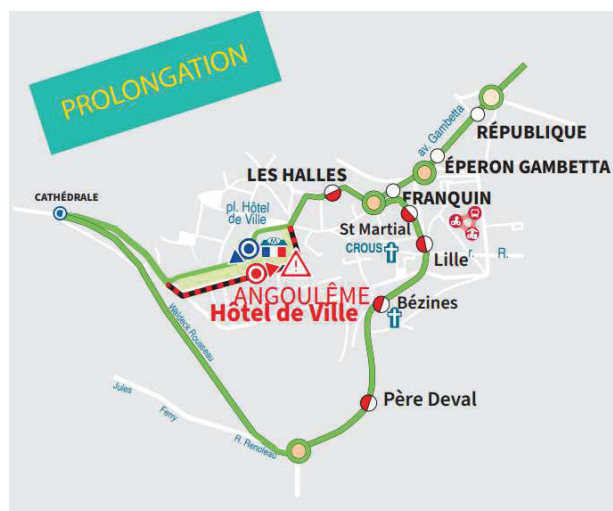 PROLONGATION
av. Gambetta
RÉPUBLIQUE
ÉPERON GAMBETTA
LES HALLES
FRANQUIN
CATHÉDRALE
pl. Hôtel
de Ville
St Martial
CROUS
Lille
r. R.
ANGOULÊME
Hôtel de Ville
Bézines
Waldeck Rousseau
Père Deval
Jules
Ferry
R. Renoleau